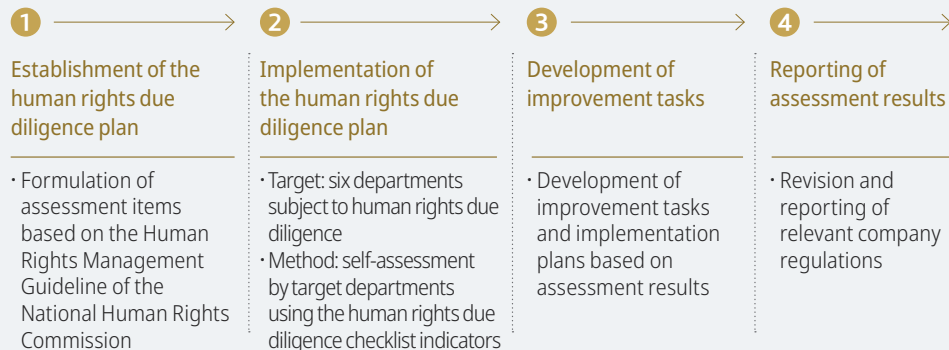 1
Establishment of the
human rights due
diligence plan
· Formulation of
assessment items
based on the Human
Rights Management
Guideline of the
National Human Rights
Commission
2
Implementation of
the human rights due
diligence plan
· Target: six departments
subject to human rights due
diligence
· Method: self-assessment
by target departments
using the human rights due
diligence checklist indicators
3
Development of
improvement tasks
· Development of
improvement tasks
and implementation
plans based on
assessment results
4
Reporting of
assessment results
· Revision and
reporting of
relevant company
regulations